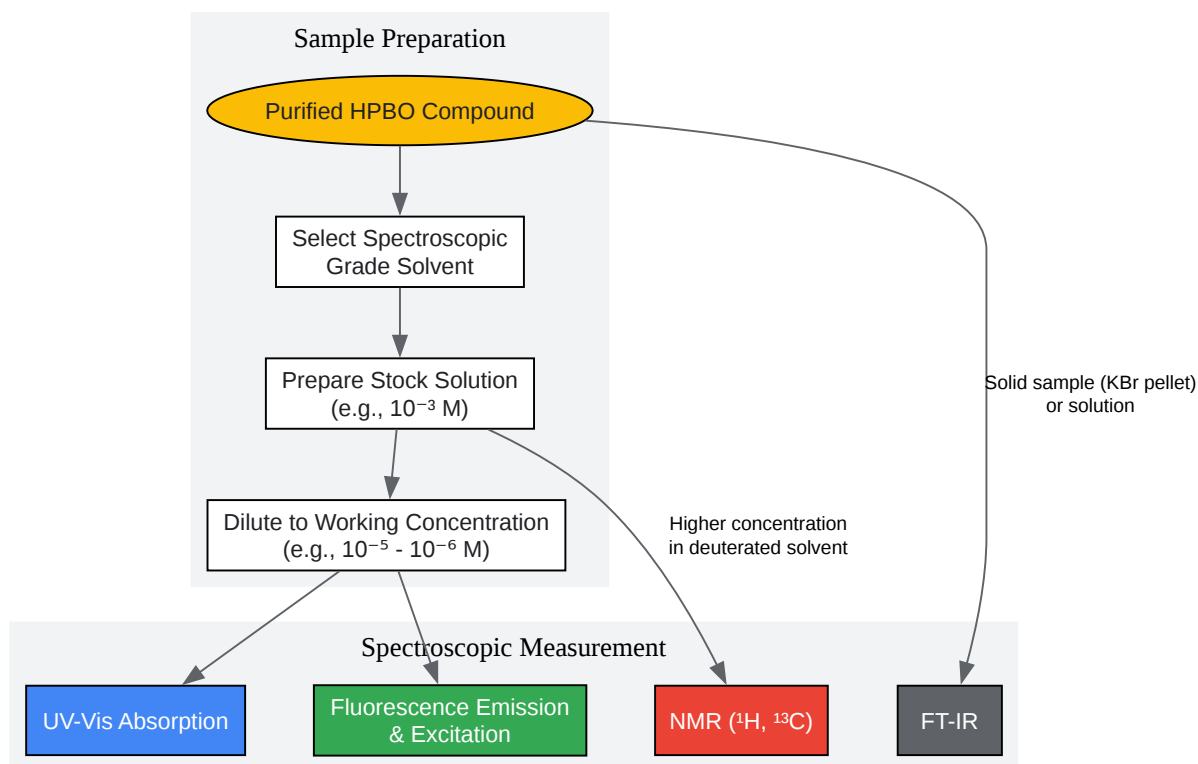 Sample Preparation
Purified HPBO Compound
Select Spectroscopic
Grade Solvent
Prepare Stock Solution
(e.g., 10⁻³ M)
Solid sample (KBr pellet)
or solution
Dilute to Working Concentration
(e.g., 10⁻⁵ - 10⁻⁶ M)
Higher concentration
in deuterated solvent
Spectroscopic Measurement
UV-Vis Absorption
Fluorescence Emission
& Excitation
NMR (¹H, ¹³C)
FT-IR